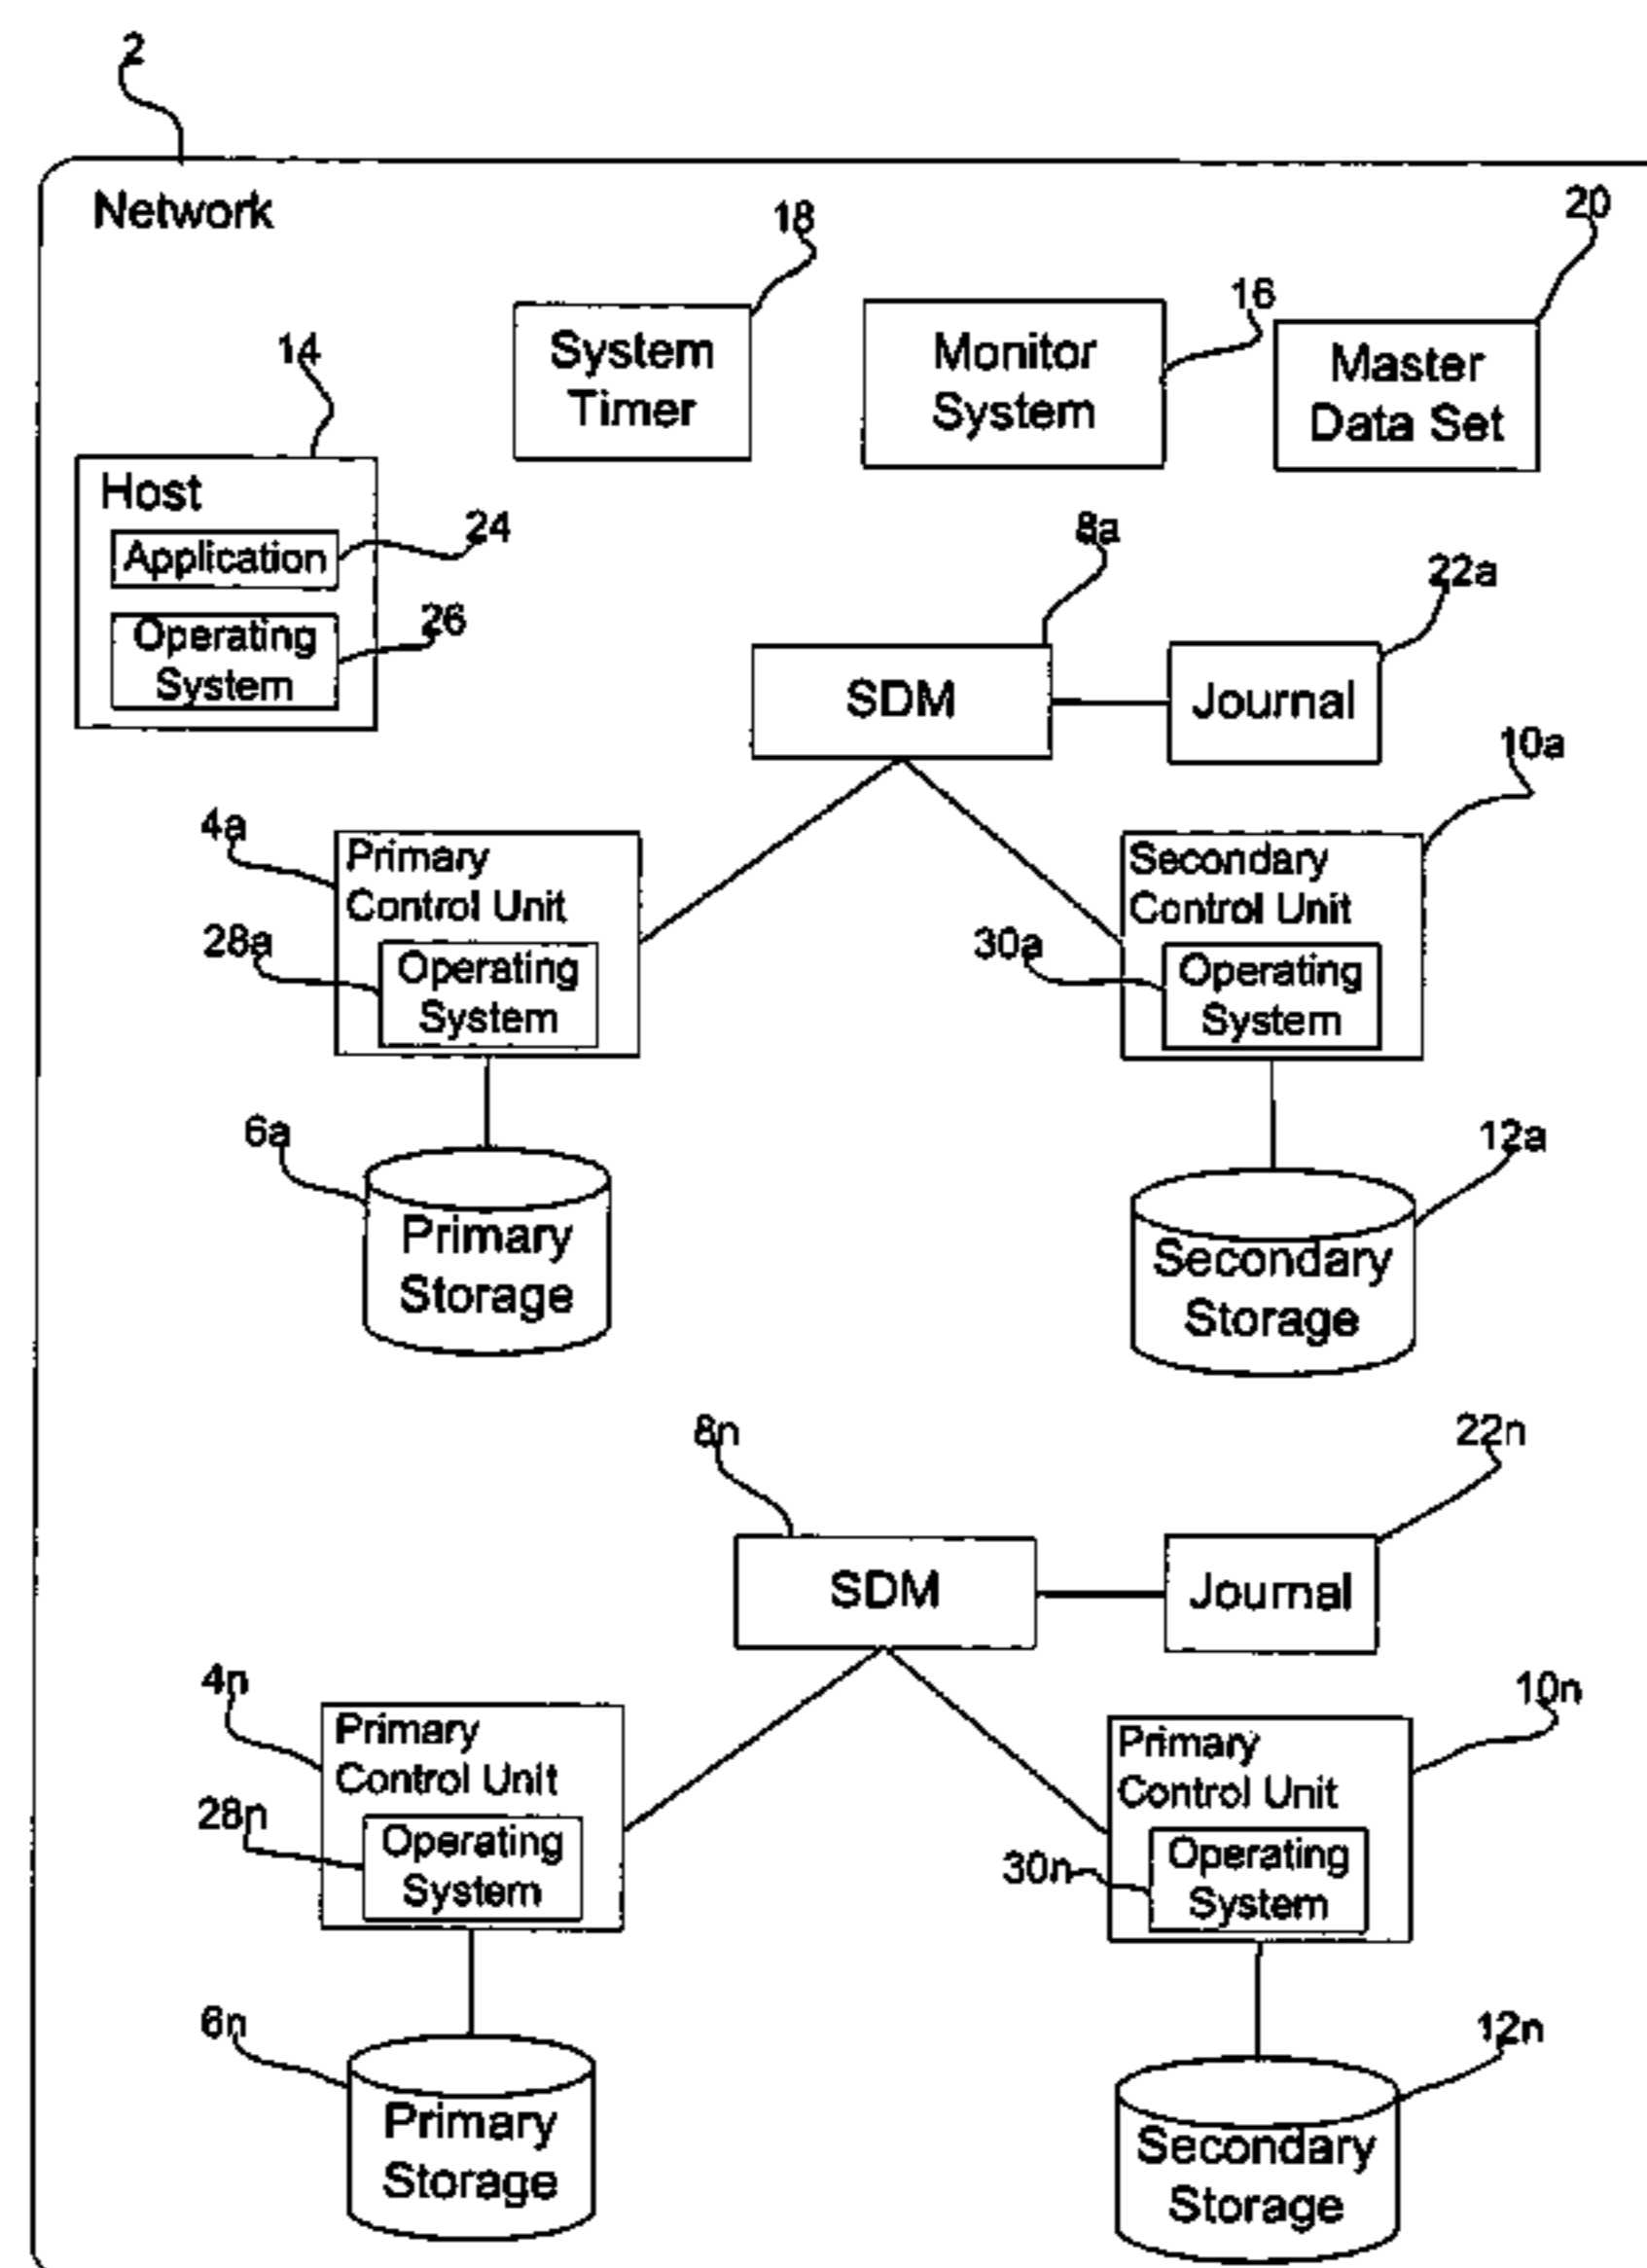 2
Network
18
20
16
14
System
Timer
Monitor
System
Master
Data Set
Host
Application
24
Operating
System
26
8a
22a
SDM
Journal
10a
4a
Primary
Control Unit
28a
Operating
System
Secondary
Control Unit
30a
Operating
System
6a
Primary
Storage
12a
Secondary
Storage
8n
22n
SDM
Journal
4n
Primary
Control Unit
28n
Operating
System
10n
Primary
Control Unit
30n
Operating
System
6n
Primary
Storage
12n
Secondary
Storage